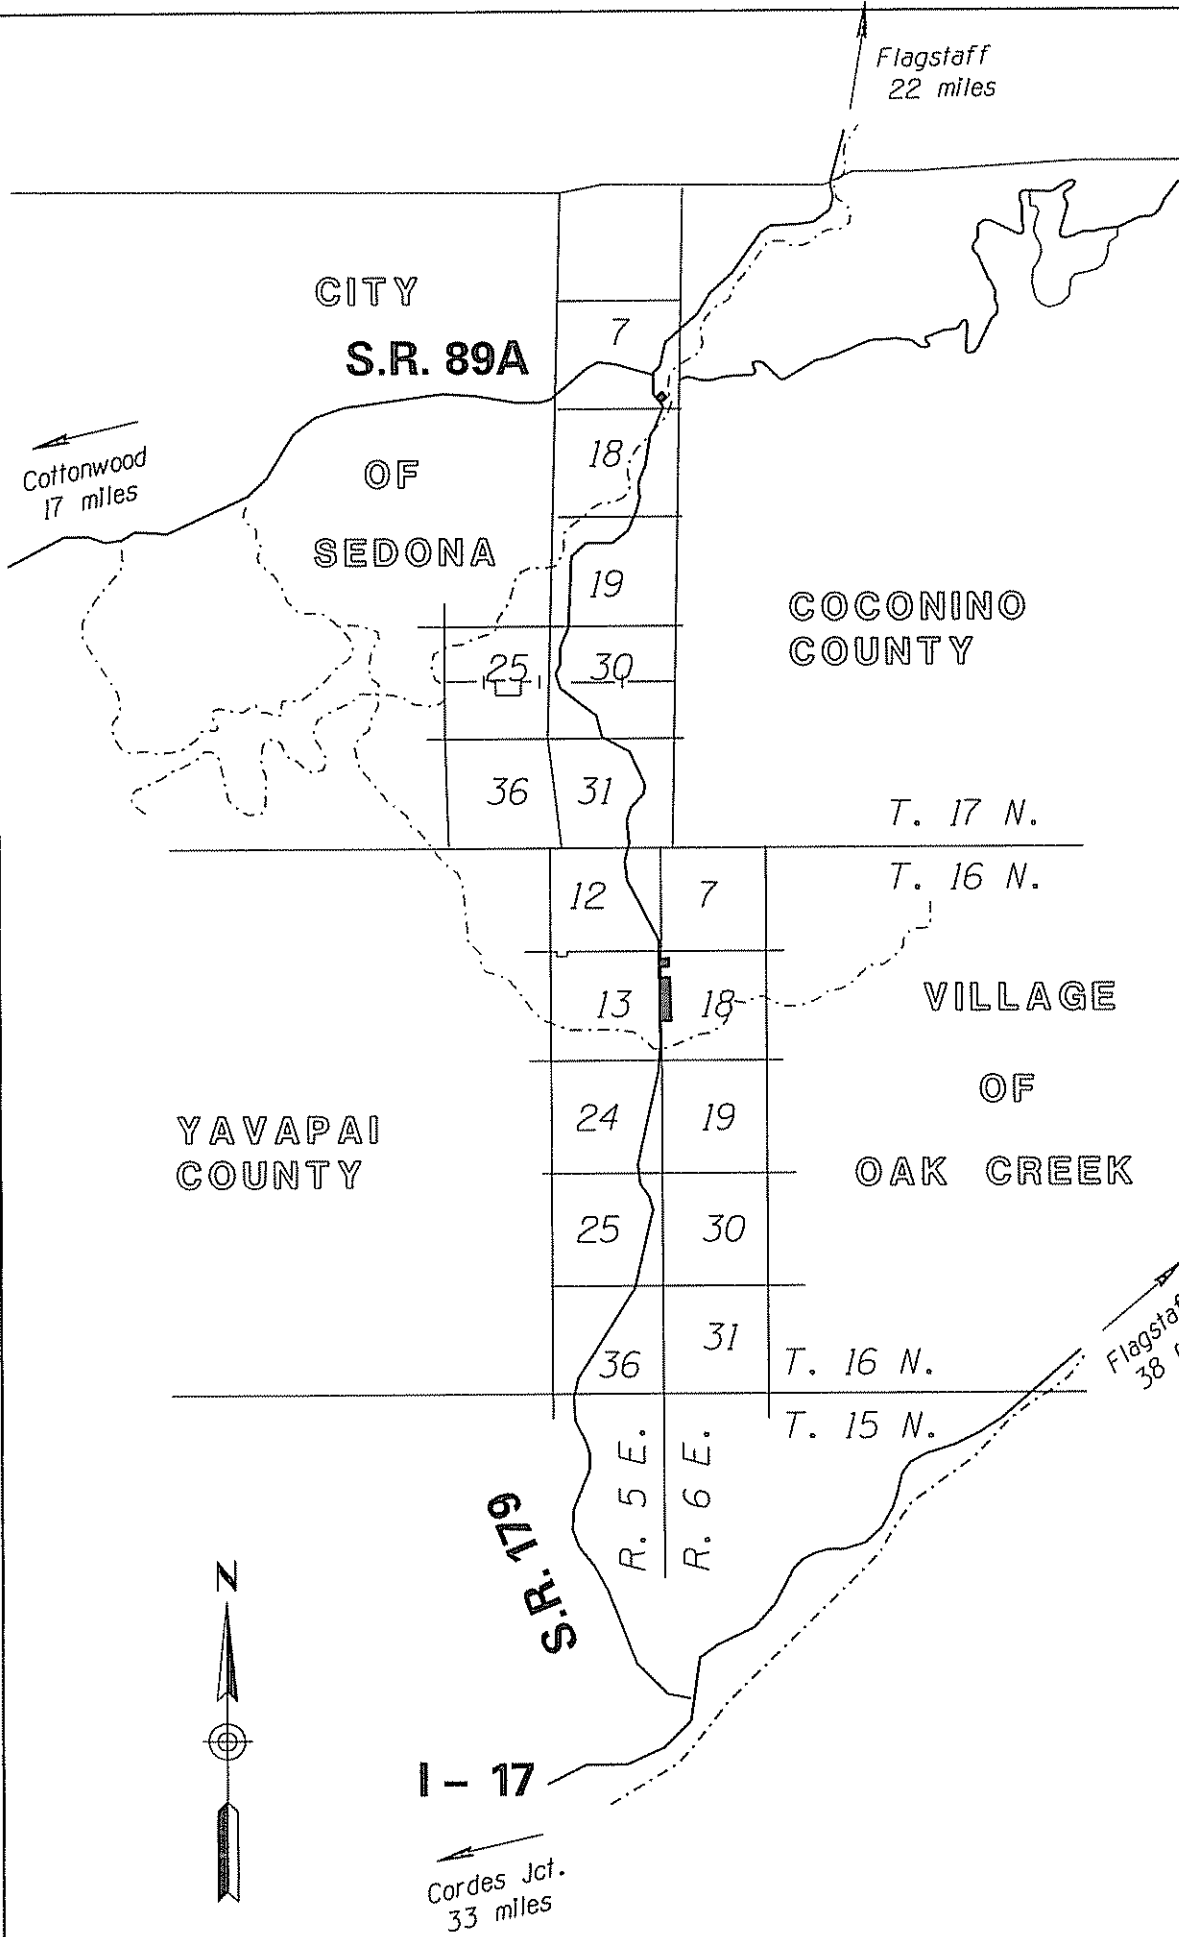 Flagstaff
22 miles
CITY
7
S.R. 89A
Cottonwood
17 miles
OF
18
SEDONA
19
COCONINO
COUNTY
25
30
36
31
T. 17 N.
T. 16 N.
12
7
13
18
VILLAGE
OF
OAK CREEK
YAVAPAI
COUNTY
24
19
25
30
36
31
T. 16 N.
T. 15 N.
Flagstaf
38
R. 5 E.
R. 6 E.
S.R. 179
N
I - 17
Cordes Jct.
33 miles